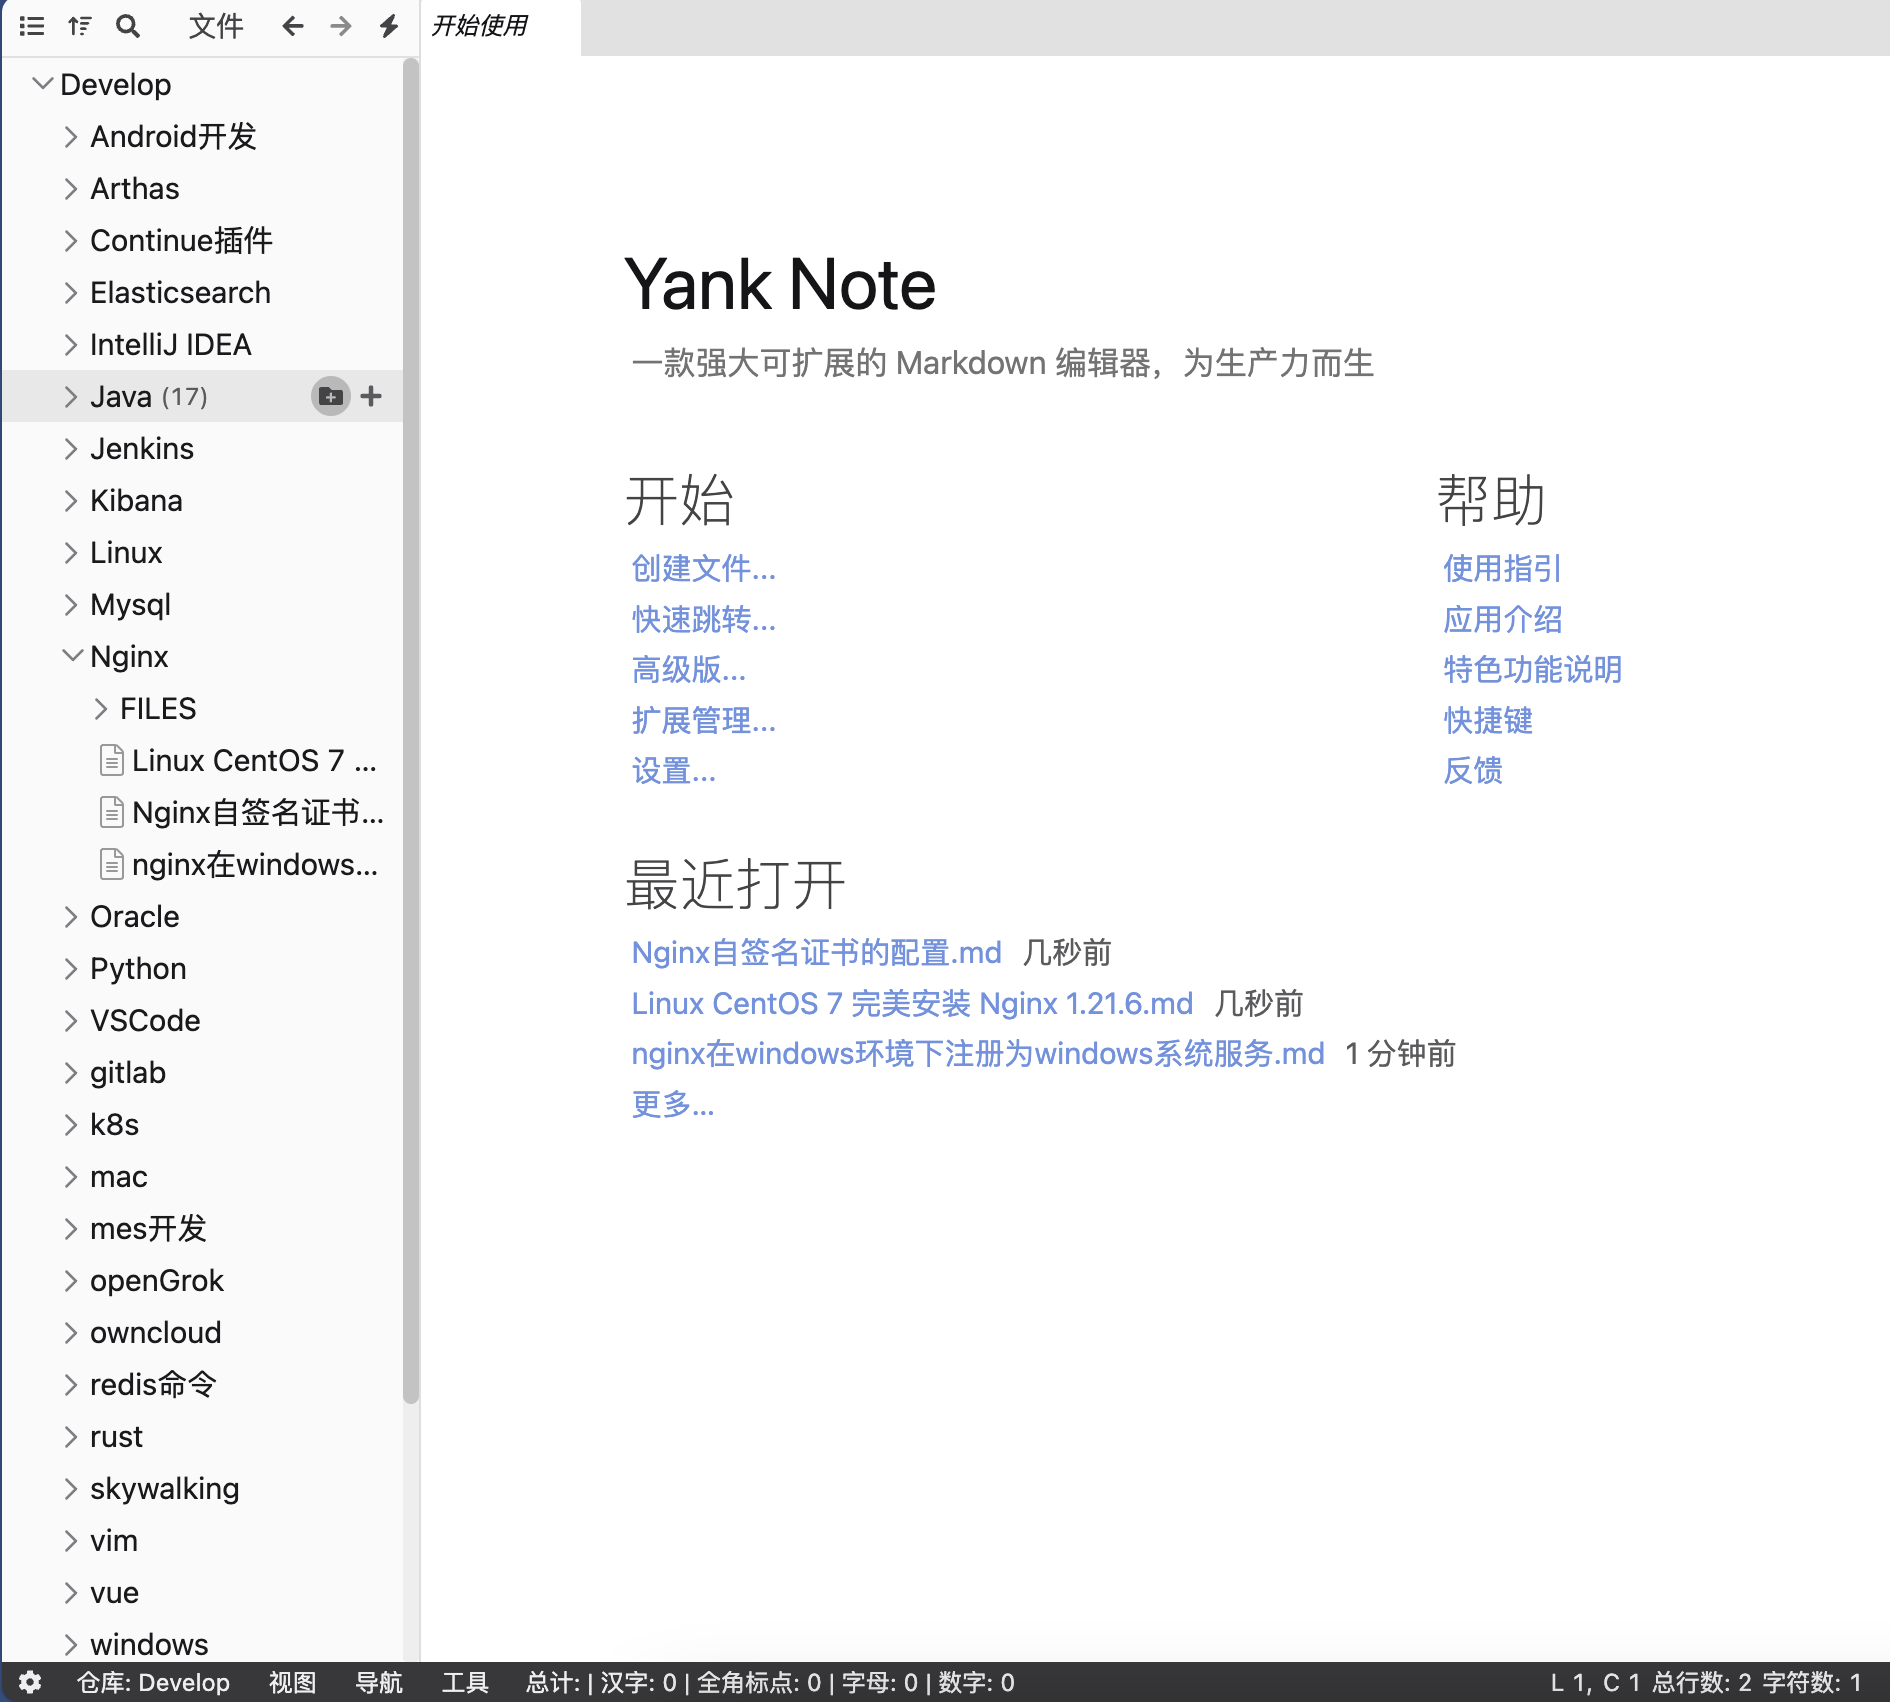 文件
开始使用
Develop
Android开发
Arthas
Continue插件
Elasticsearch
IntelliJ IDEA
Java (17)
Jenkins
Kibana
Linux
Mysql
Nginx
FILES
Linux CentOS 7 ...
Nginx自签名证书...
nginx在windows...
Oracle
Python
VSCode
gitlab
k8s
mac
mes开发
openGrok
owncloud
redis命令
rust
skywalking
vim
vue
windows
Yank Note
一款强大可扩展的 Markdown 编辑器，为生产力而生
开始
创建文件...
快速跳转...
高级版...
扩展管理...
设置...
帮助
使用指引
应用介绍
特色功能说明
快捷键
反馈
最近打开
Nginx自签名证书的配置.md 几秒前
Linux CentOS 7 完美安装 Nginx 1.21.6.md 几秒前
nginx在windows环境下注册为windows系统服务.md 1 分钟前
更多...
仓库: Develop 视图 导航 工具 总计: | 汉字: 0 | 全角标点: 0 | 字母: 0 | 数字: 0 L 1, C 1 总行数: 2 字符数: 1